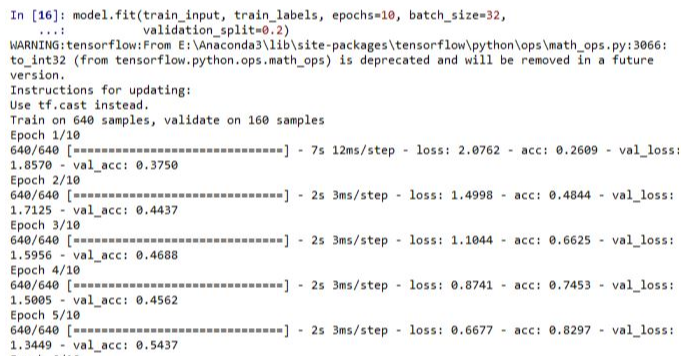 In [16]: model.fit(train_input, train_labels, epochs=10, batch_size=32,
...: validation_split=0.2)
WARNING:tensorflow:From E:\Anaconda3\lib\site-packages\tensorflow\python\ops\math_ops.py:3066:
to_int32 (from tensorflow.python.ops.math_ops) is deprecated and will be removed in a future
version.
Instructions for updating:
Use tf.cast instead.
Train on 640 samples, validate on 160 samples
Epoch 1/10
640/640 [==============================] - 7s 12ms/step - loss: 2.0762 - acc: 0.2609 - val_loss:
1.8570 - val_acc: 0.3750
Epoch 2/10
640/640 [==============================] - 2s 3ms/step - loss: 1.4998 - acc: 0.4844 - val_loss:
1.7125 - val_acc: 0.4437
Epoch 3/10
640/640 [==============================] - 2s 3ms/step - loss: 1.1044 - acc: 0.6625 - val_loss:
1.5956 - val_acc: 0.4688
Epoch 4/10
640/640 [==============================] - 2s 3ms/step - loss: 0.8741 - acc: 0.7453 - val_loss:
1.5005 - val_acc: 0.4562
Epoch 5/10
640/640 [==============================] - 2s 3ms/step - loss: 0.6677 - acc: 0.8297 - val_loss:
1.3449 - val_acc: 0.5437